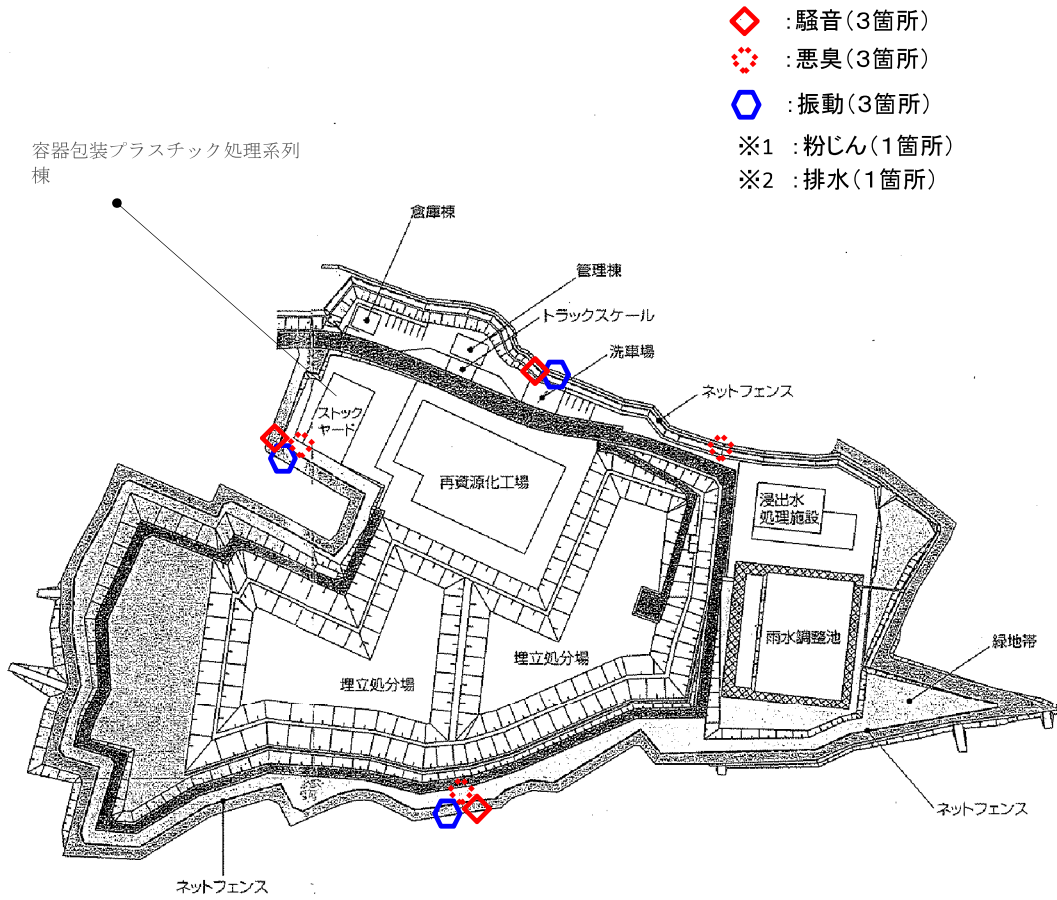 :騒音(3箇所)
:悪臭(3箇所)
:振動(3箇所)
※1 :粉じん(1箇所)
※2 :排水(1箇所)
容器包装プラスチック処理系列
棟
倉庫棟
管理棟
トラックスケール
洗車場
ネットフェンス
ストック
ヤード
再資源化工場
浸出水
処理施設
雨水調整池
緑地帯
埋立処分場
埋立処分場
ネットフェンス
ネットフェンス